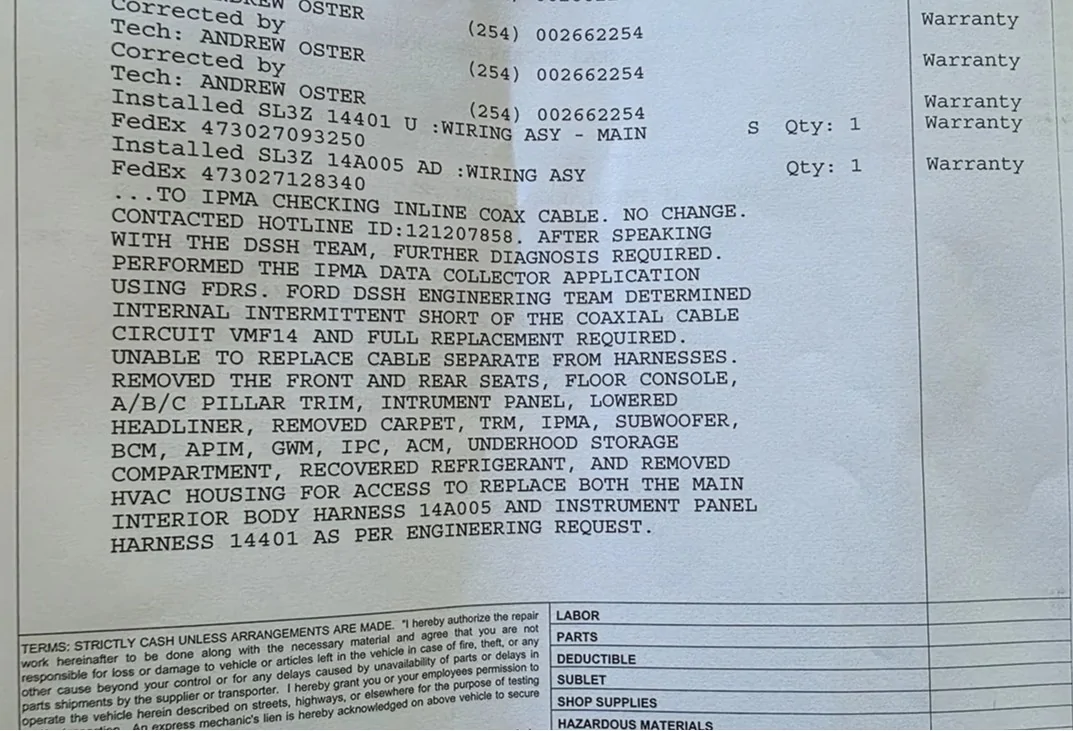 OSTER
Corrected by
Tech: ANDREW OSTER (254) 002662254 Warranty
Corrected by
Tech: ANDREW OSTER (254) 002662254 Warranty
(254) 002662254 Warranty
Installed SL3Z 14401 U :WIRING ASY - MAIN S Qty: 1 Warranty
FedEx 473027093250
Installed SL3Z 14A005 AD :WIRING ASY Qty: 1 Warranty
FedEx 473027128340
...TO IPMA CHECKING INLINE COAX CABLE. NO CHANGE.
CONTACTED HOTLINE ID:121207858. AFTER SPEAKING
WITH THE DSSH TEAM, FURTHER DIAGNOSIS REQUIRED.
PERFORMED THE IPMA DATA COLLECTOR APPLICATION
USING FDRS. FORD DSSH ENGINEERING TEAM DETERMINED
INTERNAL INTERMITTENT SHORT OF THE COAXIAL CABLE
CIRCUIT VMF14 AND FULL REPLACEMENT REQUIRED.
UNABLE TO REPLACE CABLE SEPARATE FROM HARNESSES.
REMOVED THE FRONT AND REAR SEATS, FLOOR CONSOLE,
A/B/C PILLAR TRIM, INTRUMENT PANEL, LOWERED
HEADLINER, REMOVED CARPET, TRM, IPMA, SUBWOOFER,
BCM, APIM, GWM, IPC, ACM, UNDERHOOD STORAGE
COMPARTMENT, RECOVERED REFRIGERANT, AND REMOVED
HVAC HOUSING FOR ACCESS TO REPLACE BOTH THE MAIN
INTERIOR BODY HARNESS 14A005 AND INSTRUMENT PANEL
HARNESS 14401 AS PER ENGINEERING REQUEST.
TERMS: STRICTLY CASH UNLESS ARRANGEMENTS ARE MADE. "I hereby authorize the repair
work hereinafter to be done along with the necessary material and agree that you are not
responsible for loss or damage to vehicle or articles left in the vehicle in case of fire, theft, or any
other cause beyond your control or for any delays caused by unavailability of parts or delays in
parts shipments by the supplier or transporter. I hereby grant you or your employees permission to
operate the vehicle herein described on streets, highways, or elsewhere for the purpose of testing
An express mechanic's lien is hereby acknowledged on above vehicle to secure
LABOR
PARTS
DEDUCTIBLE
SUBLET
SHOP SUPPLIES
HAZARDOUS MATERIALS